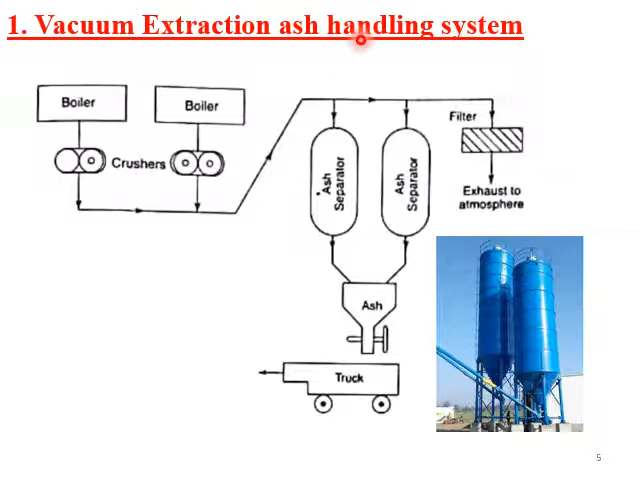 1. Vacuum Extraction ash handling system
Boiler
Boiler
Crushers
Filter
Ash
Separator
Ash
Separator
Exhaust to
atmosphere
Ash
Truck
5